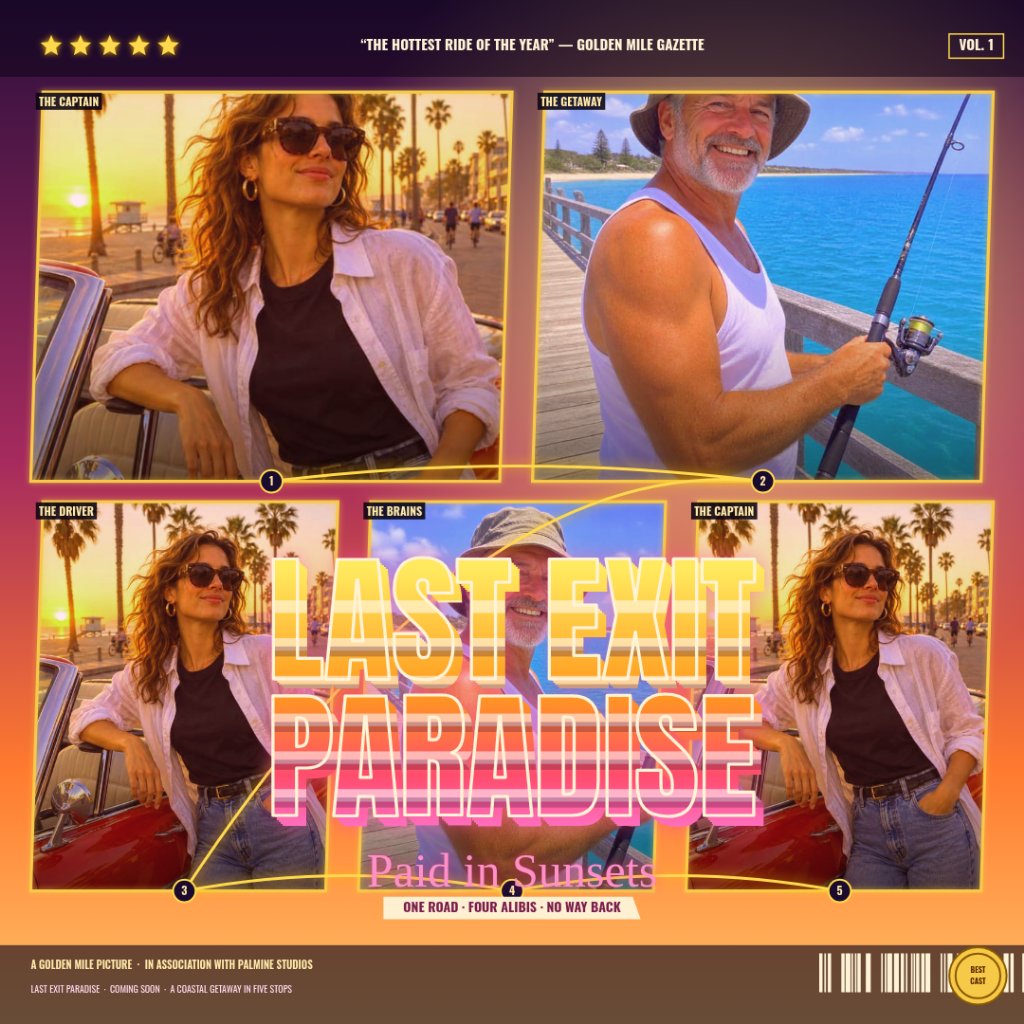 “THE HOTTEST RIDE OF THE YEAR” — GOLDEN MILE GAZETTE
VOL. 1
THE CAPTAIN
THE GETAWAY
1
2
THE DRIVER
THE BRAINS
THE CAPTAIN
LAST EXIT
PARADISE
Paid in Sunsets
3
4
5
ONE ROAD · FOUR ALIBIS · NO WAY BACK
A GOLDEN MILE PICTURE · IN ASSOCIATION WITH PALMINE STUDIOS
LAST EXIT PARADISE · COMING SOON · A COASTAL GETAWAY IN FIVE STOPS
BEST
CAST